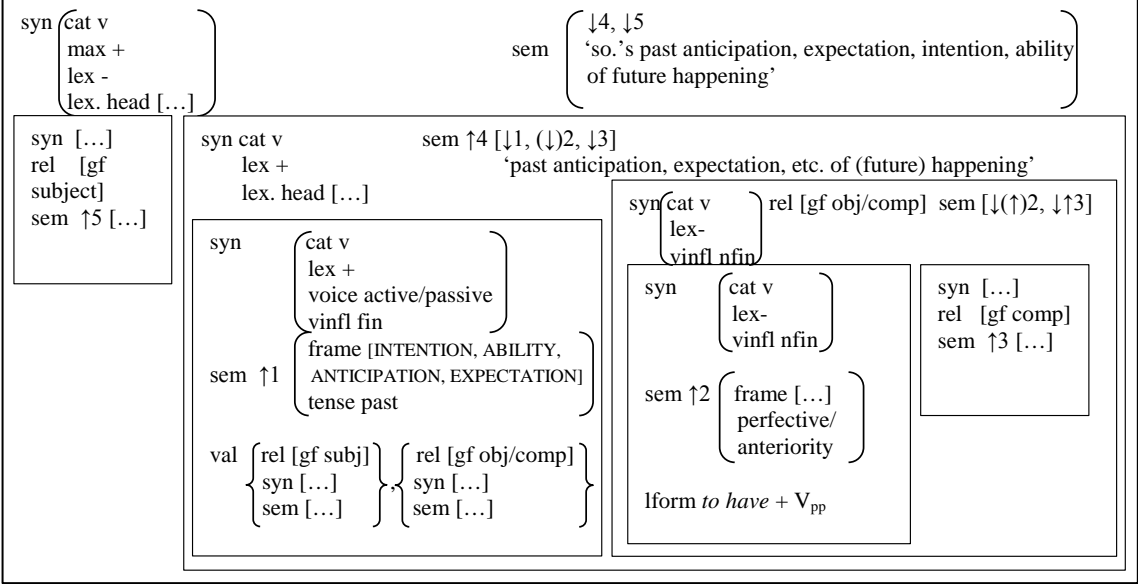 syn cat v
max +
lex -
lex. head […]
sem ↓4, ↓5
‘so.’s past anticipation, expectation, intention, ability
of future happening’
syn […]
rel [gf
subject]
sem ↑5 […]
syn cat v sem ↑4 [↓1, (↓)2, ↓3]
lex + ‘past anticipation, expectation, etc. of (future) happening’
lex. head […]
syn cat v
lex +
voice active/passive
vinfl fin
sem ↑1 frame [INTENTION, ABILITY,
ANTICIPATION, EXPECTATION]
tense past
val rel [gf subj] , rel [gf obj/comp]
syn […] syn […]
sem […] sem […]
syn cat v rel [gf obj/comp] sem [↓(↑)2, ↓↑3]
lex-
vinfl nfin
syn cat v
lex-
vinfl nfin
sem ↑2 frame […]
perfective/
anteriority
lform to have + Vpp
syn […]
rel [gf comp]
sem ↑3 […]